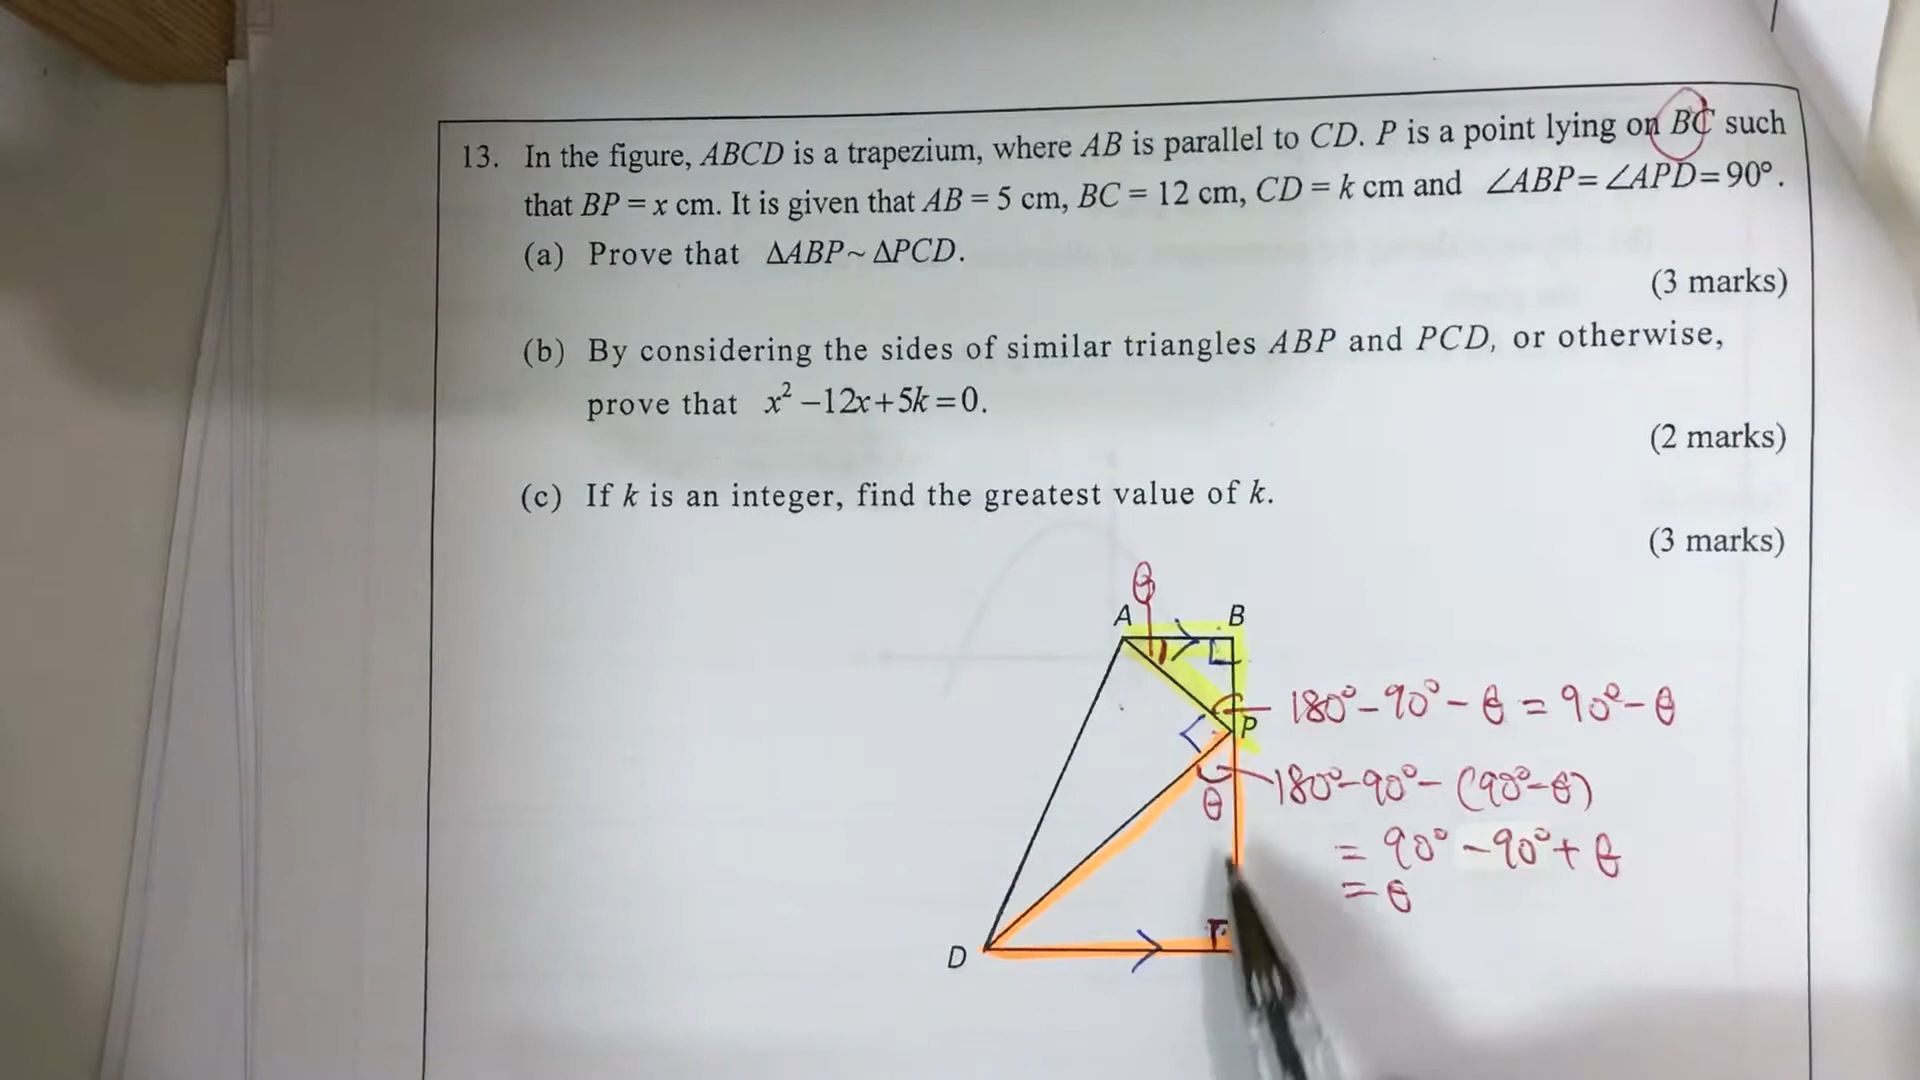 13. In the figure, ABCD is a trapezium, where AB is parallel to CD. P is a point lying on BC such
that BP = x cm. It is given that AB = 5 cm, BC = 12 cm, CD = k cm and ∠ABP = ∠APD = 90°.
(a) Prove that ΔABP ~ ΔPCD.
(3 marks)
(b) By considering the sides of similar triangles ABP and PCD, or otherwise,
prove that x² − 12x + 5k = 0.
(2 marks)
(c) If k is an integer, find the greatest value of k.
(3 marks)
θ
A B
180° − 90° − θ = 90° − θ
P
180° − 90° − (90° − θ)
θ
= 90° − 90° + θ
= θ
D